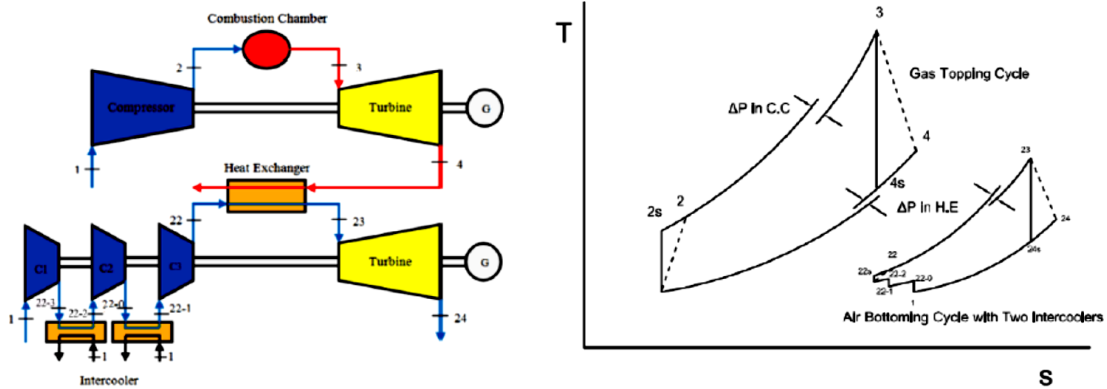 Combustion Chamber
2
3
Compressor
Turbine
G
1
4
Heat Exchanger
22
23
C1
C2
C3
Turbine
G
22-3
22-2
22-0
22-1
1
1
1
24
Intercooler
T
3
Gas Topping Cycle
ΔP in C.C
4
23
2s
2
4s
ΔP in H.E
24
24s
22
22s
22-2
22-0
22-1
1
Air Bottoming Cycle with Two Intercoolers
S